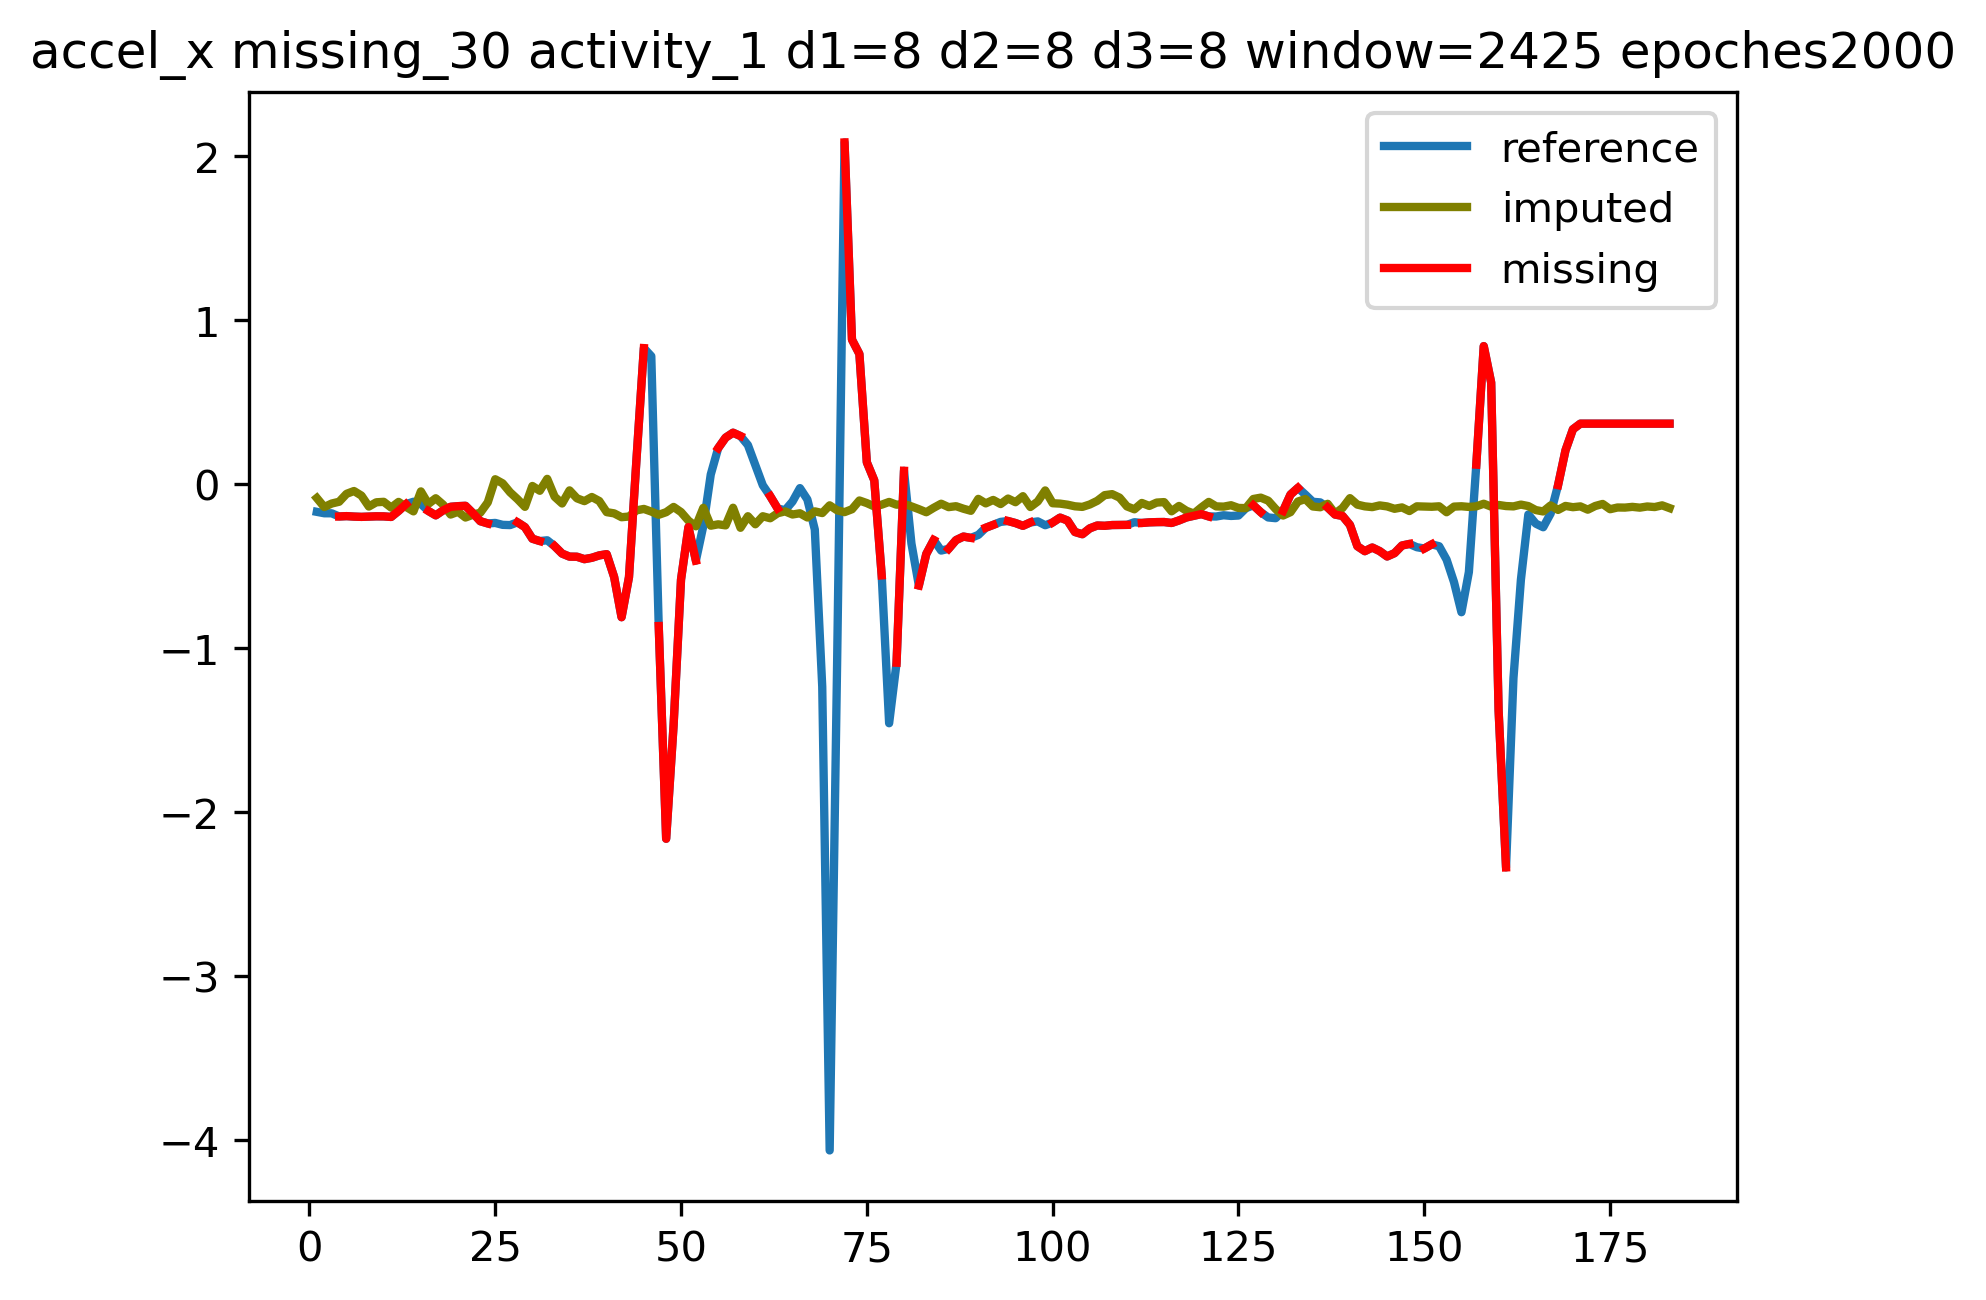 accel_x missing_30 activity_1 d1=8 d2=8 d3=8 window=2425 epoches2000
reference
imputed
missing
2
1
0
−1
−2
−3
−4
0 25 50 75 100 125 150 175